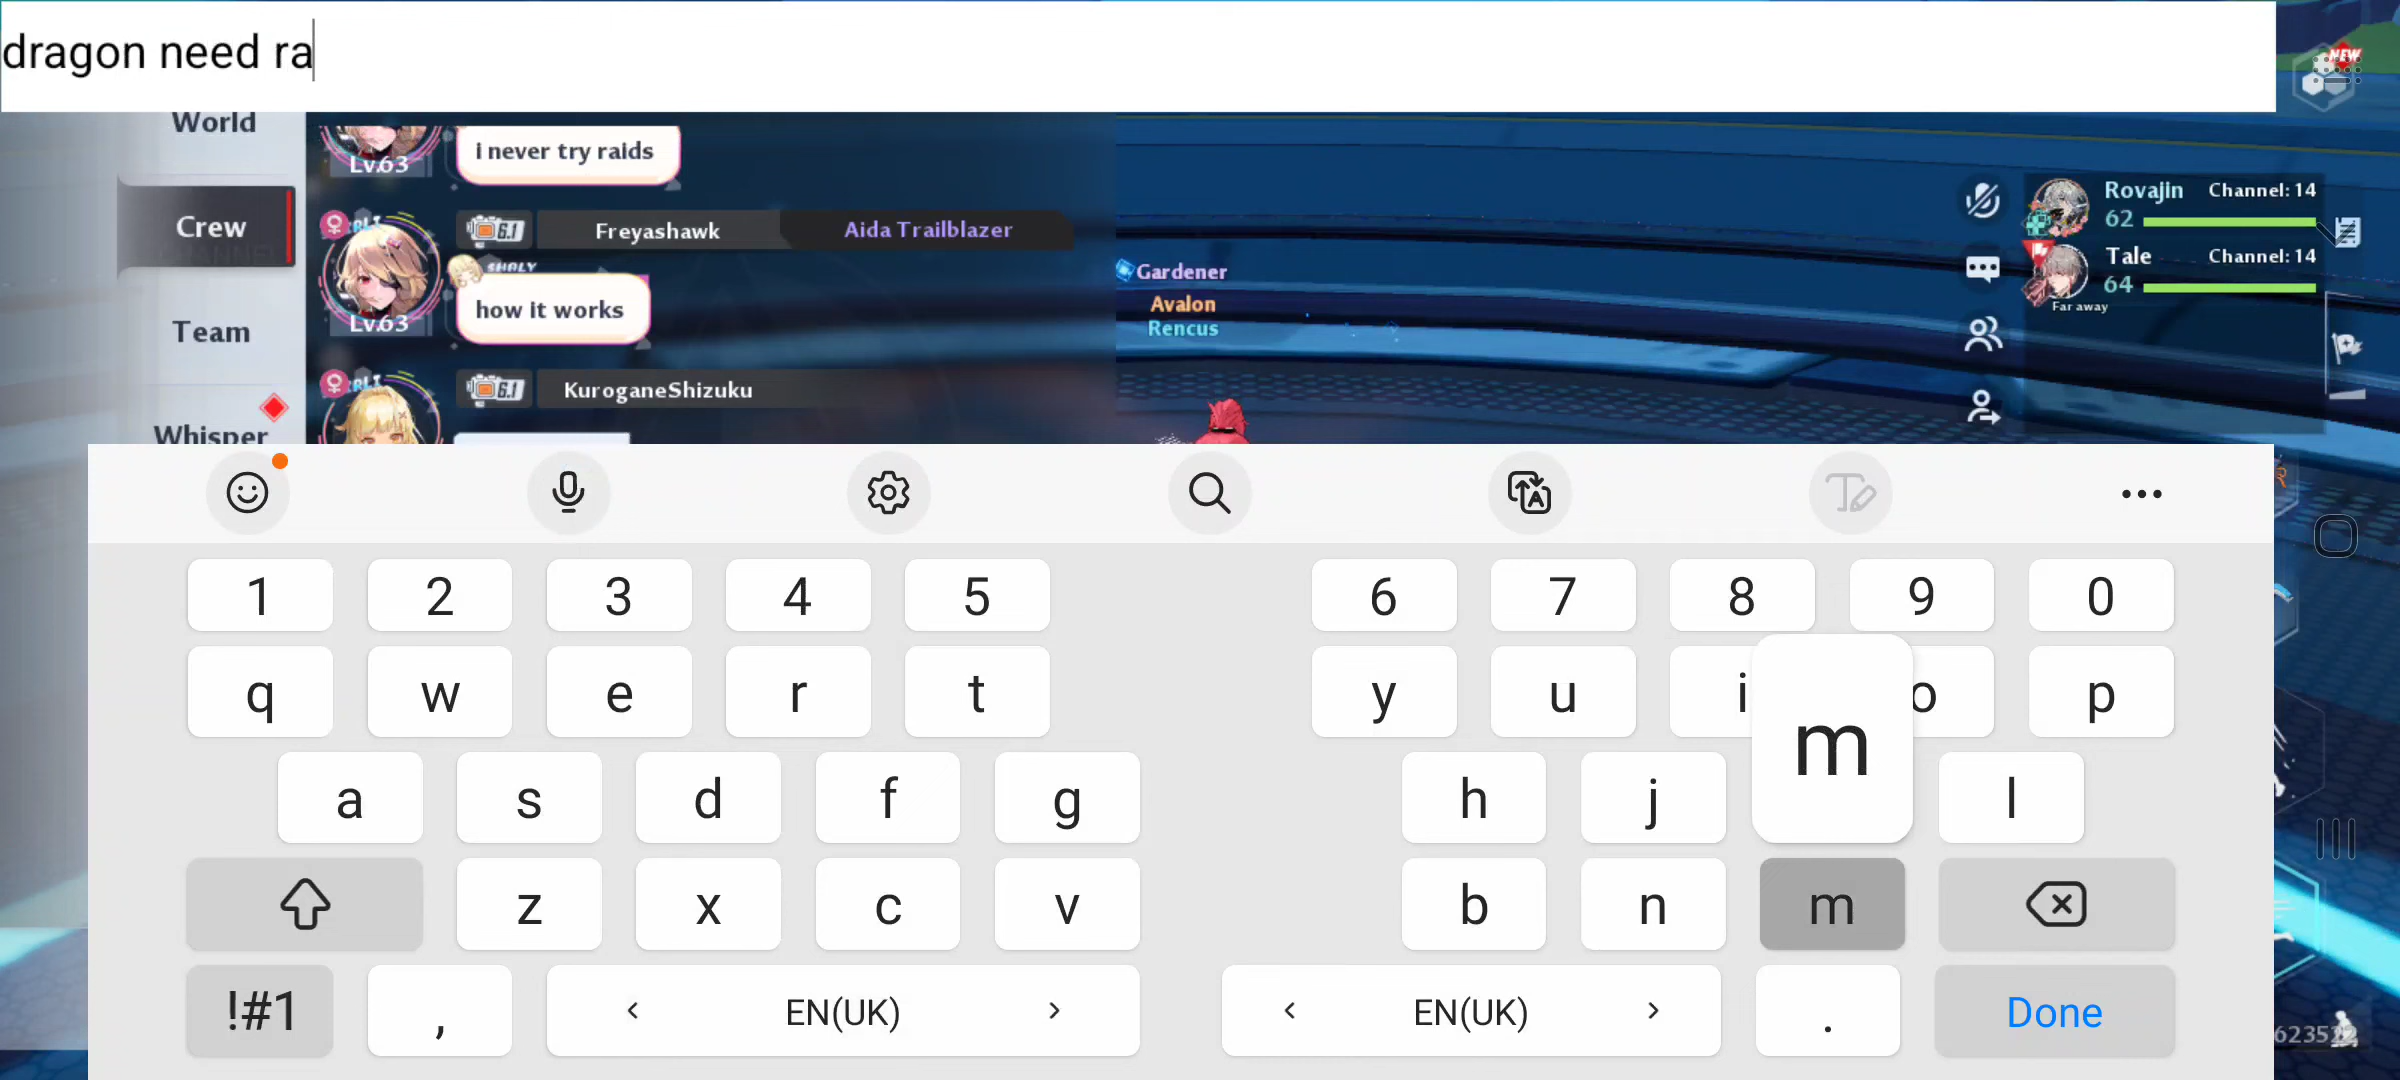 dragon need ra
NEW
World
i never try raids
Lv.63
Crew
Freyashawk
Aida Trailblazer
SHALY
how it works
Lv.63
Team
KuroganeShizuku
Whisper
Gardener
Avalon
Rencus
Rovajin Channel: 14
62
Tale Channel: 14
64
Far away
1 2 3 4 5 6 7 8 9 0
q w e r t y u i o p
a s d f g h j m l
z x c v b n m
!#1 , EN(UK) EN(UK) . Done